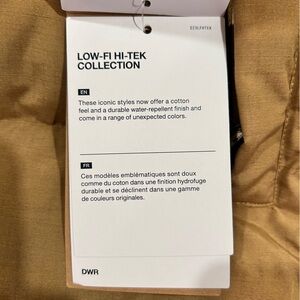 LOW-FI HI-TEK
COLLECTION
EN
These iconic styles now offer a cotton
feel and a durable water-repellent finish and
come in a range of unexpected colors.
FR
Ces modèles emblématiques sont doux
comme du coton dans une finition hydrofuge
durable et se déclinent dans une gamme
de couleurs originales.
DWR